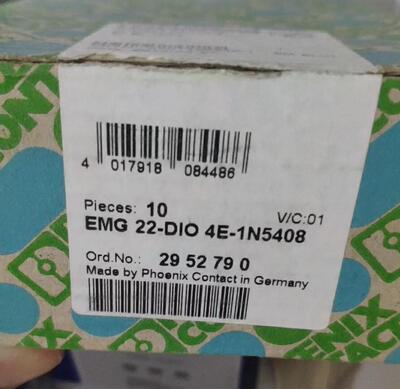 4 017918 084486
Pieces: 10
V/C:01
EMG 22-DIO 4E-1N5408
Ord.No.: 29 52 79 0
Made by Phoenix Contact in Germany